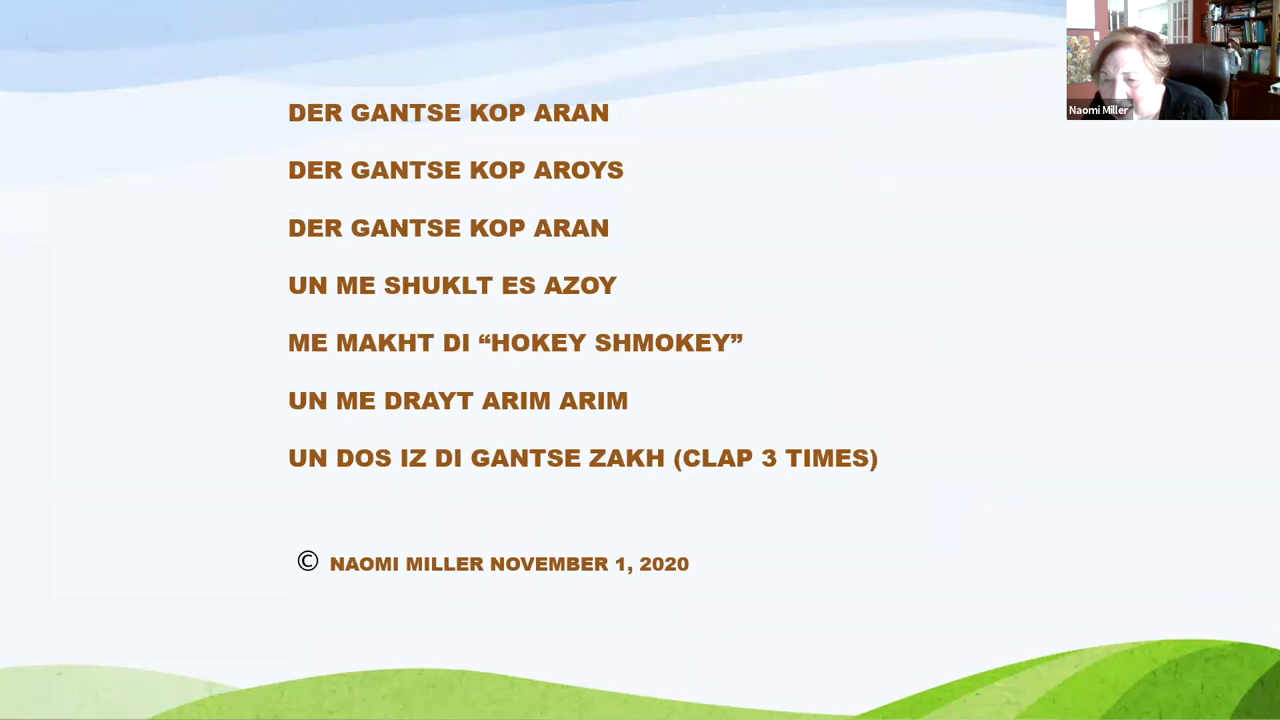 DER GANTSE KOP ARAN
DER GANTSE KOP AROYS
DER GANTSE KOP ARAN
UN ME SHUKLT ES AZOY
ME MAKHT DI “HOKEY SHMOKEY”
UN ME DRAYT ARIM ARIM
UN DOS IZ DI GANTSE ZAKH (CLAP 3 TIMES)
© NAOMI MILLER NOVEMBER 1, 2020
Naomi Miller